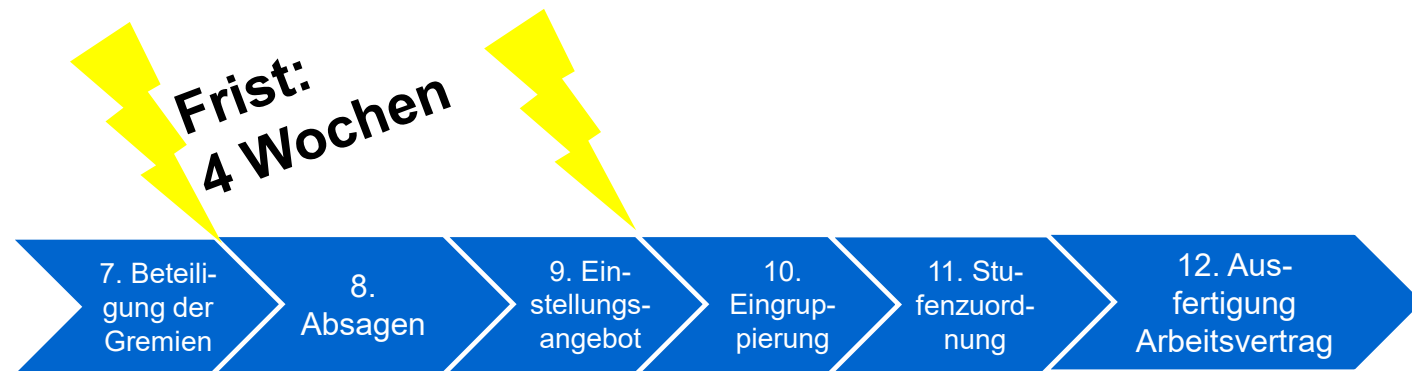 Frist:
4 Wochen
7. Beteili-
gung der
Gremien
8.
Absagen
9. Ein-
stellungs-
angebot
10.
Eingrup-
pierung
11. Stu-
fenzuord-
nung
12. Aus-
fertigung
Arbeitsvertrag